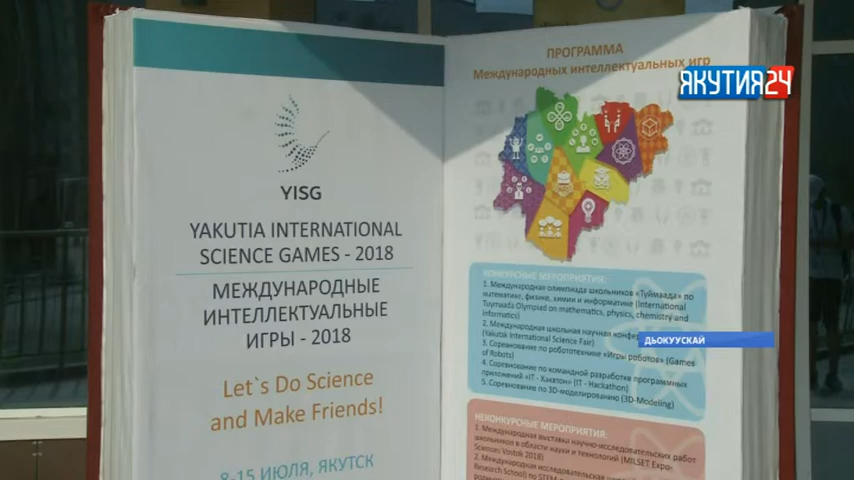 YISG
YAKUTIA INTERNATIONAL
SCIENCE GAMES - 2018
МЕЖДУНАРОДНЫЕ
ИНТЕЛЛЕКТУАЛЬНЫЕ
ИГРЫ - 2018
Let`s Do Science
and Make Friends!
8-15 ИЮЛЯ, ЯКУТСК
ПРОГРАММА
Международных интеллектуальных игр
ЯКУТИЯ24
КОНКУРСНЫЕ МЕРОПРИЯТИЯ:
1. Международная олимпиада школьников «Туймаада» по
математике, физике, химии и информатике (International
Tuymaada Olympiad on mathematics, physics, chemistry and
informatics)
2. Международная школьная научная
(Yakutsk International Science Fair)
3. Соревнование по робототехнике «Игры роботов» (Games
of Robots)
4. Соревнование по командной разработке программных
приложений «IT - Хакатон» (IT - Hackathon)
5. Соревнование по 3D-моделированию (3D-Modeling)
ДЬОКУУСКАЙ
НЕКОНКУРСНЫЕ МЕРОПРИЯТИЯ:
1. Международная выставка научно-исследовательских работ
школьников в области науки и технологий (MILSET Expo-
Sciences Vostok 2018)
2. Международная исследовательская
Research School) по